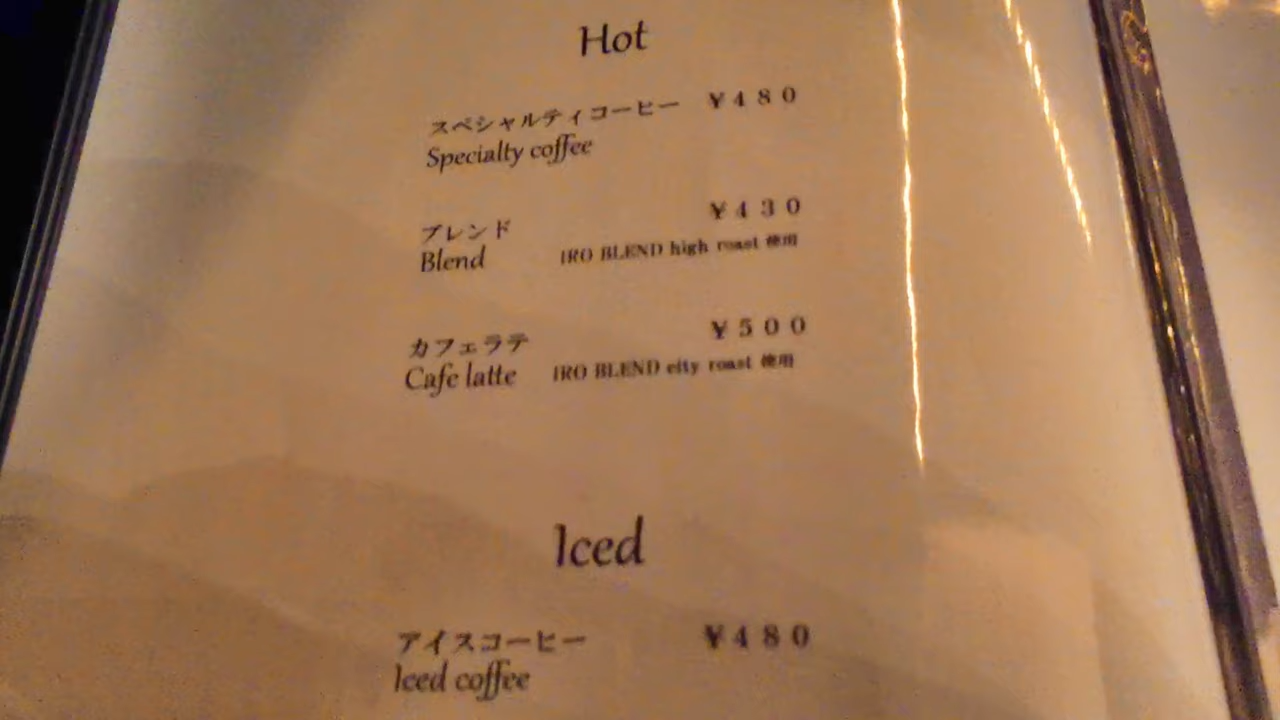 Hot
スペシャルティコーヒー ￥４８０
Specialty coffee
ブレンド ￥４３０
Blend IRO BLEND high roast 使用
カフェラテ ￥５００
Cafe latte IRO BLEND city roast 使用
Iced
アイスコーヒー ￥４８０
Iced coffee